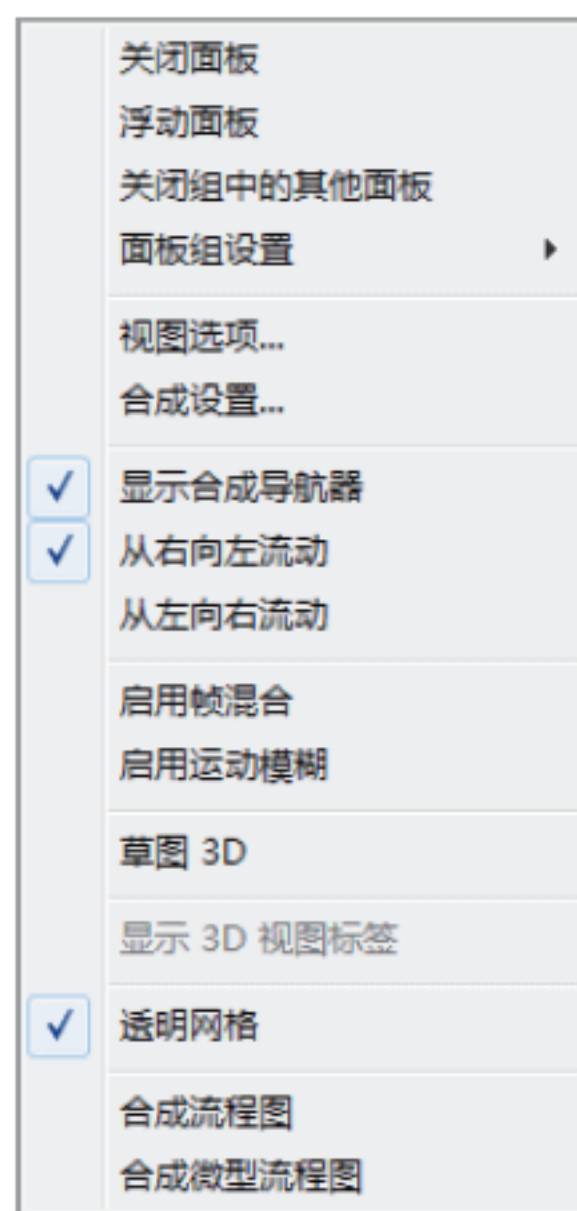 关闭面板
浮动面板
关闭组中的其他面板
面板组设置
视图选项...
合成设置...
显示合成导航器
从右向左流动
从左向右流动
启用帧混合
启用运动模糊
草图 3D
显示 3D 视图标签
透明网格
合成流程图
合成微型流程图